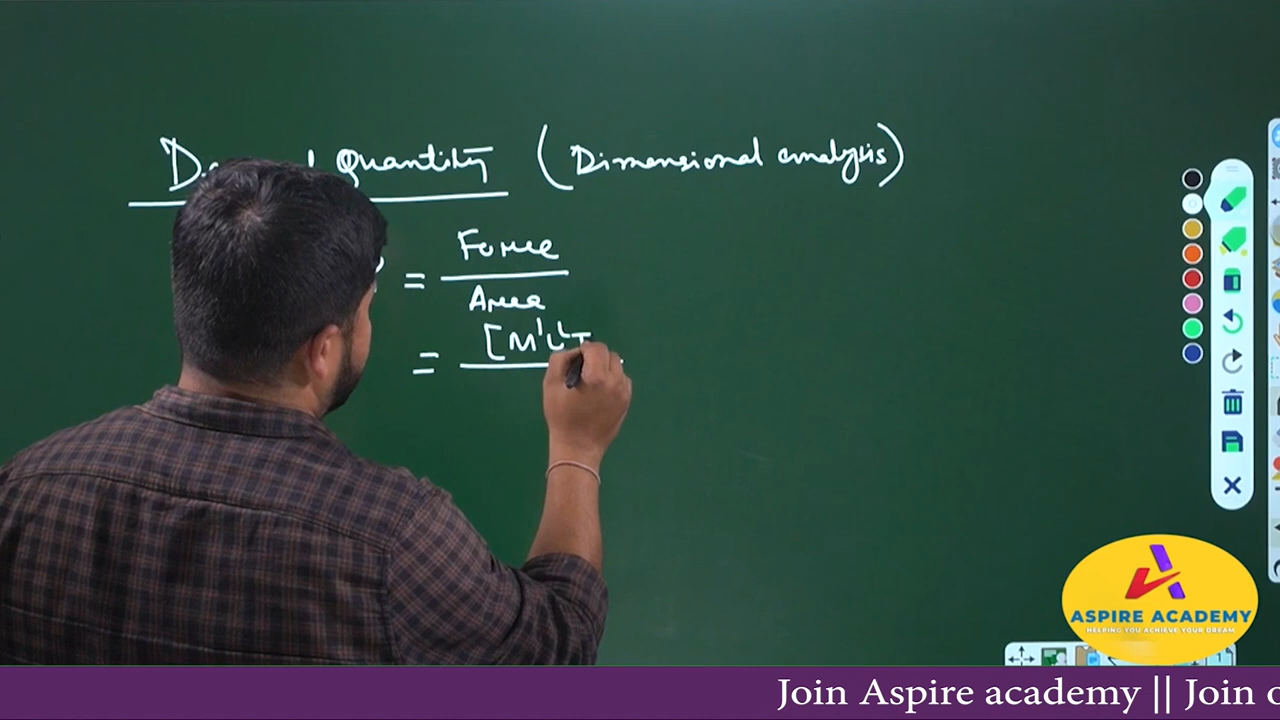 Quantity (Dimensional analysis)
= Force
Area
= [M¹L¹T
ASPIRE ACADEMY
HELPING YOU ACHIEVE YOUR DREAM
Join Aspire academy || Join